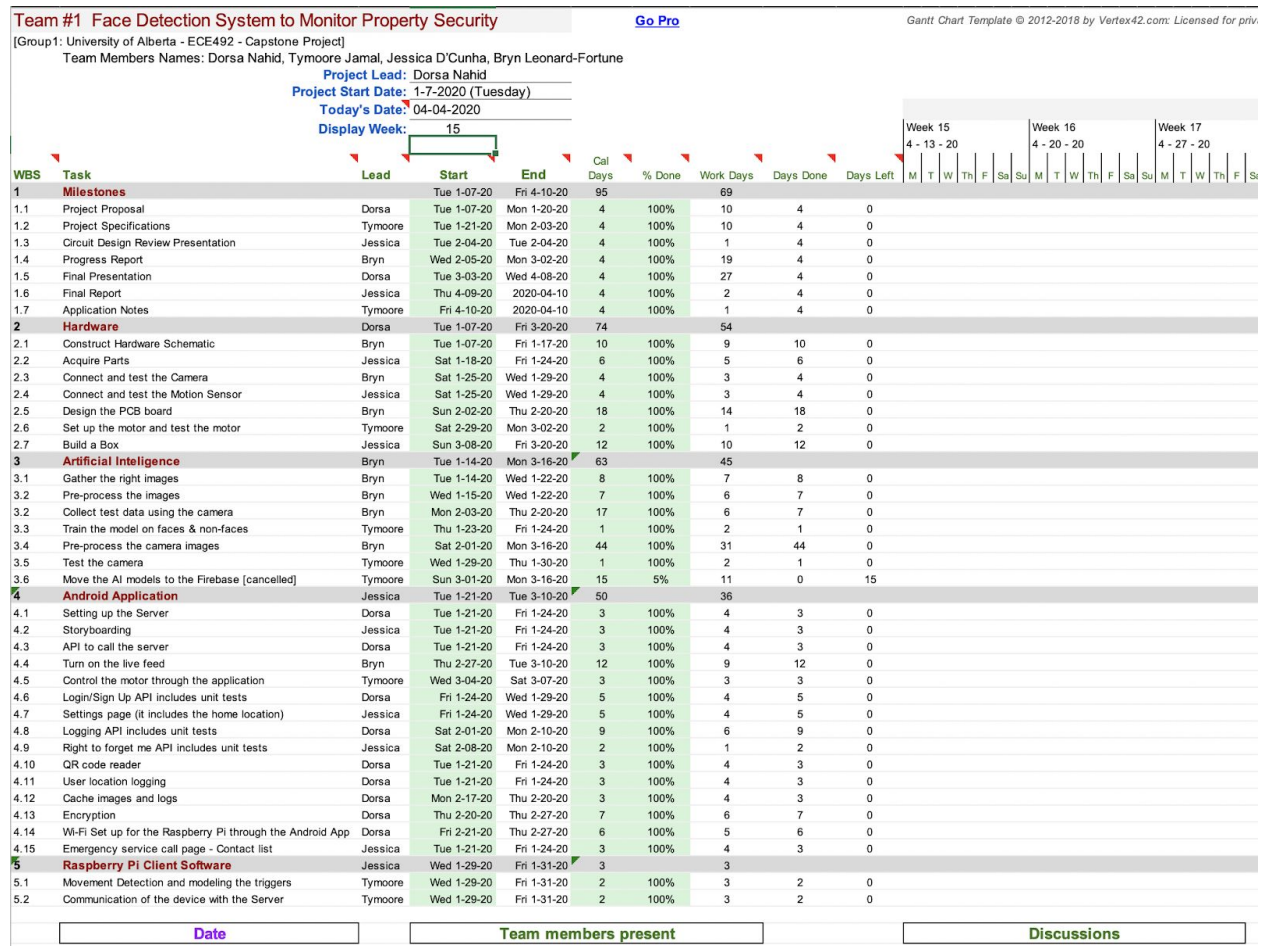 Team #1 Face Detection System to Monitor Property Security Go Pro Gantt Chart Template © 2012-2018 by Vertex42.com: Licensed for
[Group1: University of Alberta - ECE492 - Capstone Project]
Team Members Names: Dorsa Nahid, Tymoore Jamal, Jessica D'Cunha, Bryn Leonard-Fortune
Project Lead: Dorsa Nahid
Project Start Date: 1-7-2020 (Tuesday)
Today's Date: 04-04-2020
Display Week: 15 Week 15 Week 16 Week 17
4 - 13 - 20 4 - 20 - 20 4 - 27 - 20
WBS Task Lead Start End Cal Days % Done Work Days Days Done Days Left M T W Th F Sa Su M T W Th F Sa Su M T W Th F
1 Milestones Tue 1-07-20 Fri 4-10-20 95 69
1.1 Project Proposal Dorsa Tue 1-07-20 Mon 1-20-20 4 100% 10 4 0
1.2 Project Specifications Tymoore Tue 1-21-20 Mon 2-03-20 4 100% 10 4 0
1.3 Circuit Design Review Presentation Jessica Tue 2-04-20 Tue 2-04-20 4 100% 1 4 0
1.4 Progress Report Bryn Wed 2-05-20 Mon 3-02-20 4 100% 19 4 0
1.5 Final Presentation Dorsa Tue 3-03-20 Wed 4-08-20 4 100% 27 4 0
1.6 Final Report Jessica Thu 4-09-20 2020-04-10 4 100% 2 4 0
1.7 Application Notes Tymoore Fri 4-10-20 2020-04-10 4 100% 1 4 0
2 Hardware Dorsa Tue 1-07-20 Fri 3-20-20 74 54
2.1 Construct Hardware Schematic Bryn Tue 1-07-20 Fri 1-17-20 10 100% 9 10 0
2.2 Acquire Parts Jessica Sat 1-18-20 Fri 1-24-20 6 100% 5 6 0
2.3 Connect and test the Camera Bryn Sat 1-25-20 Wed 1-29-20 4 100% 3 4 0
2.4 Connect and test the Motion Sensor Jessica Sat 1-25-20 Wed 1-29-20 4 100% 3 4 0
2.5 Design the PCB board Bryn Sun 2-02-20 Thu 2-20-20 18 100% 14 18 0
2.6 Set up the motor and test the motor Tymoore Sat 2-29-20 Mon 3-02-20 2 100% 1 2 0
2.7 Build a Box Jessica Sun 3-08-20 Fri 3-20-20 12 100% 10 12 0
3 Artificial Inteligence Bryn Tue 1-14-20 Mon 3-16-20 63 45
3.1 Gather the right images Bryn Tue 1-14-20 Wed 1-22-20 8 100% 7 8 0
3.2 Pre-process the images Bryn Wed 1-15-20 Wed 1-22-20 7 100% 6 7 0
3.2 Collect test data using the camera Bryn Mon 2-03-20 Thu 2-20-20 17 100% 6 7 0
3.3 Train the model on faces & non-faces Tymoore Thu 1-23-20 Fri 1-24-20 1 100% 2 1 0
3.4 Pre-process the camera images Bryn Sat 2-01-20 Mon 3-16-20 44 100% 31 44 0
3.5 Test the camera Tymoore Wed 1-29-20 Thu 1-30-20 1 100% 2 1 0
3.6 Move the AI models to the Firebase [cancelled] Tymoore Sun 3-01-20 Mon 3-16-20 15 5% 11 0 15
4 Android Application Jessica Tue 1-21-20 Tue 3-10-20 50 36
4.1 Setting up the Server Dorsa Tue 1-21-20 Fri 1-24-20 3 100% 4 3 0
4.2 Storyboarding Jessica Tue 1-21-20 Fri 1-24-20 3 100% 4 3 0
4.3 API to call the server Dorsa Tue 1-21-20 Fri 1-24-20 3 100% 4 3 0
4.4 Turn on the live feed Bryn Thu 2-27-20 Tue 3-10-20 12 100% 9 12 0
4.5 Control the motor through the application Tymoore Wed 3-04-20 Sat 3-07-20 3 100% 3 3 0
4.6 Login/Sign Up API includes unit tests Dorsa Fri 1-24-20 Wed 1-29-20 5 100% 4 5 0
4.7 Settings page (it includes the home location) Jessica Fri 1-24-20 Wed 1-29-20 5 100% 4 5 0
4.8 Logging API includes unit tests Dorsa Sat 2-01-20 Mon 2-10-20 9 100% 6 9 0
4.9 Right to forget me API includes unit tests Jessica Sat 2-08-20 Mon 2-10-20 2 100% 1 2 0
4.10 QR code reader Dorsa Tue 1-21-20 Fri 1-24-20 3 100% 4 3 0
4.11 User location logging Dorsa Tue 1-21-20 Fri 1-24-20 3 100% 4 3 0
4.12 Cache images and logs Dorsa Mon 2-17-20 Thu 2-20-20 3 100% 4 3 0
4.13 Encryption Dorsa Thu 2-20-20 Thu 2-27-20 7 100% 6 7 0
4.14 Wi-Fi Set up for the Raspberry Pi through the Android App Dorsa Fri 2-21-20 Thu 2-27-20 6 100% 5 6 0
4.15 Emergency service call page - Contact list Jessica Tue 1-21-20 Fri 1-24-20 3 100% 4 3 0
5 Raspberry Pi Client Software Jessica Wed 1-29-20 Fri 1-31-20 3 3
5.1 Movement Detection and modeling the triggers Tymoore Wed 1-29-20 Fri 1-31-20 2 100% 3 2 0
5.2 Communication of the device with the Server Tymoore Wed 1-29-20 Fri 1-31-20 2 100% 3 2 0
Date Team members present Discussions